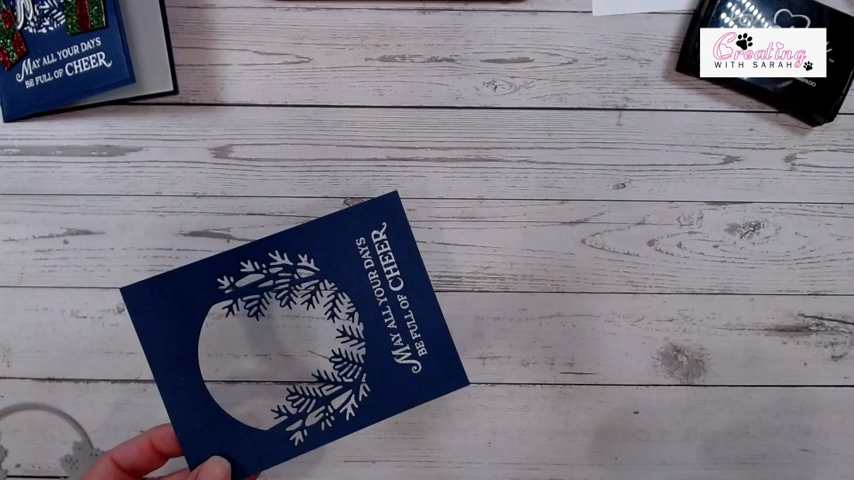 MAY ALL YOUR DAYS
BE FULL OF CHEER
Creating
WITH SARAH
MAY ALL YOUR DAYS
BE FULL OF CHEER